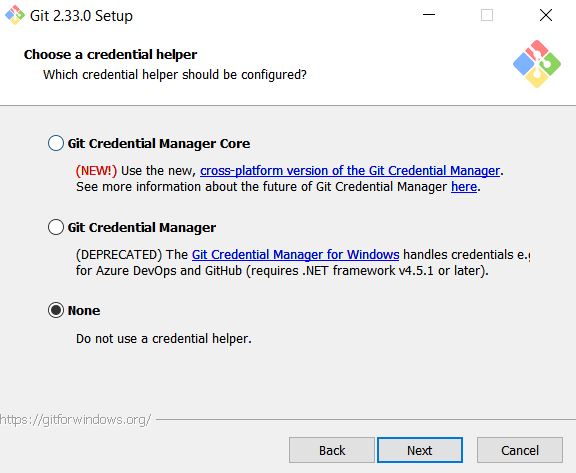 Git 2.33.0 Setup
Choose a credential helper
Which credential helper should be configured?
Git Credential Manager Core
(NEW!) Use the new, cross-platform version of the Git Credential Manager.
See more information about the future of Git Credential Manager here.
Git Credential Manager
(DEPRECATED) The Git Credential Manager for Windows handles credentials e.g
for Azure DevOps and GitHub (requires .NET framework v4.5.1 or later).
None
Do not use a credential helper.
https://gitforwindows.org/
Back Next Cancel